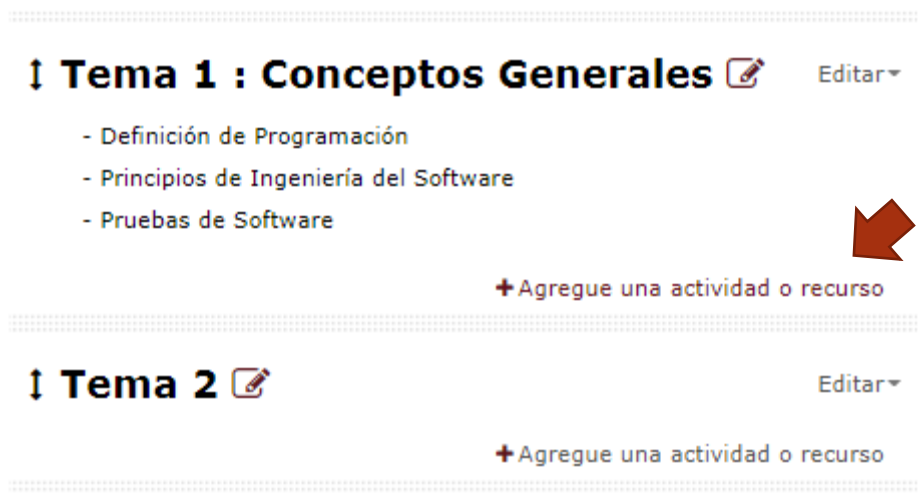 Tema 1 : Conceptos Generales Editar
- Definición de Programación
- Principios de Ingeniería del Software
- Pruebas de Software
+Agregue una actividad o recurso
Tema 2 Editar
+Agregue una actividad o recurso